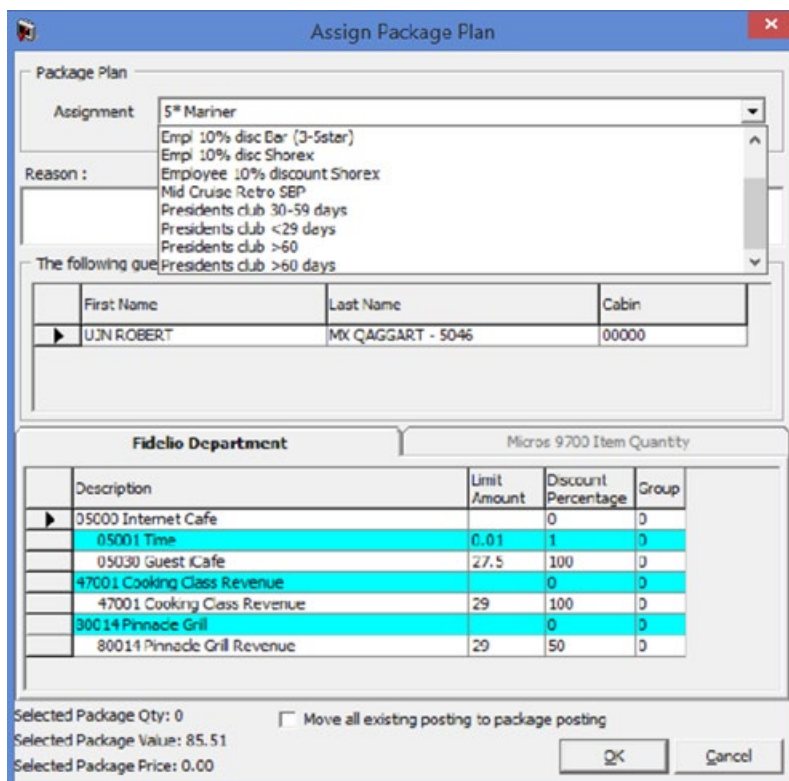 Assign Package Plan
Package Plan
Assignment 5* Mariner
Empl 10% disc Bar (3-5star)
Empl 10% disc Shorex
Employee 10% discount Shorex
Mid Cruise Retro SBP
Presidents club 30-59 days
Presidents club <29 days
Presidents club >60
Presidents club >60 days
Reason :
The following gue
First Name Last Name Cabin
UJN ROBERT MX QAGGART - 5046 00000
Fidelio Department Micros 9700 Item Quantity
Description Limit Amount Discount Percentage Group
05000 Internet Cafe 0 0
05001 Time 0.01 1 0
05030 Guest iCafe 27.5 100 0
47001 Cooking Class Revenue 0 0
47001 Cooking Class Revenue 29 100 0
80014 Pinnacle Grill 0 0
80014 Pinnacle Grill Revenue 29 50 0
Selected Package Qty: 0 Move all existing posting to package posting
Selected Package Value: 85.51
Selected Package Price: 0.00
OK Cancel